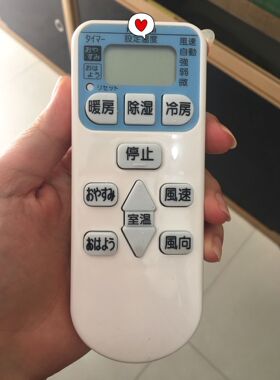 タイマー 設定温度 風速
おやすみ 自動
強
おはよう 弱
微
リセット
暖房 除湿 冷房
停止
おやすみ 風速
室温
おはよう 風向